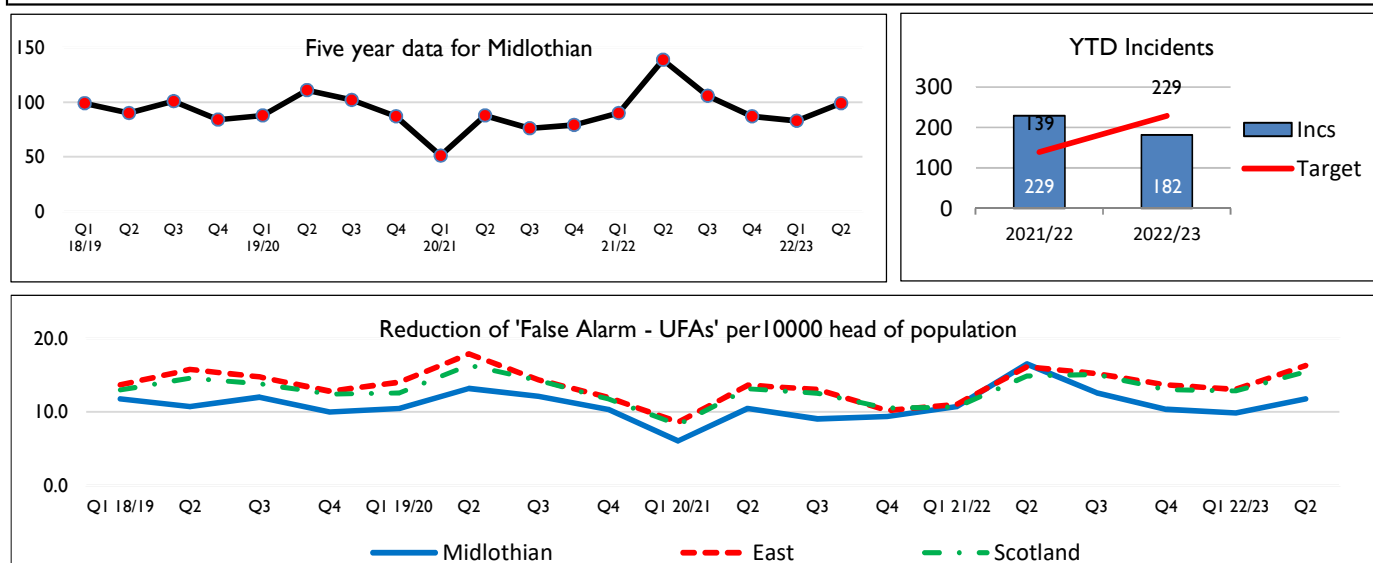 Five year data for Midlothian
150
100
50
0
Q1 Q2 Q3 Q4 Q1 Q2 Q3 Q4 Q1 Q2 Q3 Q4 Q1 Q2 Q3 Q4 Q1 Q2
18/19 19/20 20/21 21/22 22/23
YTD Incidents
300
200
100
0
139
229
229
182
2021/22 2022/23
Incs
Target
Reduction of 'False Alarm - UFAs' per10000 head of population
20.0
10.0
0.0
Q1 18/19 Q2 Q3 Q4 Q1 19/20 Q2 Q3 Q4 Q1 20/21 Q2 Q3 Q4 Q1 21/22 Q2 Q3 Q4 Q1 22/23 Q2
Midlothian East Scotland